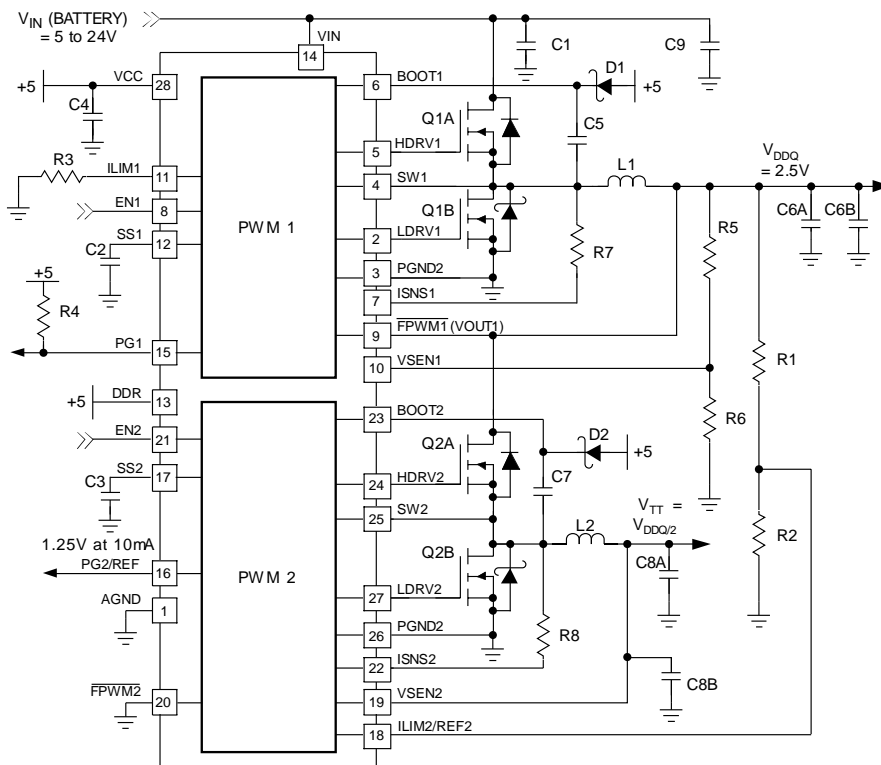 VIN (BATTERY)
= 5 to 24V
VIN
14
C1
C9
VCC
28
+5
C4
6
BOOT1
D1
+5
Q1A
C5
R3
ILIM1
11
5
HDRV1
4
SW1
L1
VDDQ
= 2.5V
EN1
8
PWM 1
Q1B
C6A
C6B
SS1
12
C2
2
LDRV1
R7
R5
3
PGND2
+5
7
ISNS1
R4
9
FPWM1 (VOUT1)
PG1
15
10
VSEN1
R1
+5
DDR
13
23
BOOT2
R6
EN2
21
Q2A
D2
+5
SS2
17
C3
24
HDRV2
C7
25
SW2
VTT =
VDDQ/2
L2
R2
1.25V at 10mA
PG2/REF
16
PWM 2
Q2B
C8A
AGND
1
27
LDRV2
26
PGND2
R8
22
ISNS2
FPWM2
20
19
VSEN2
C8B
18
ILIM2/REF2